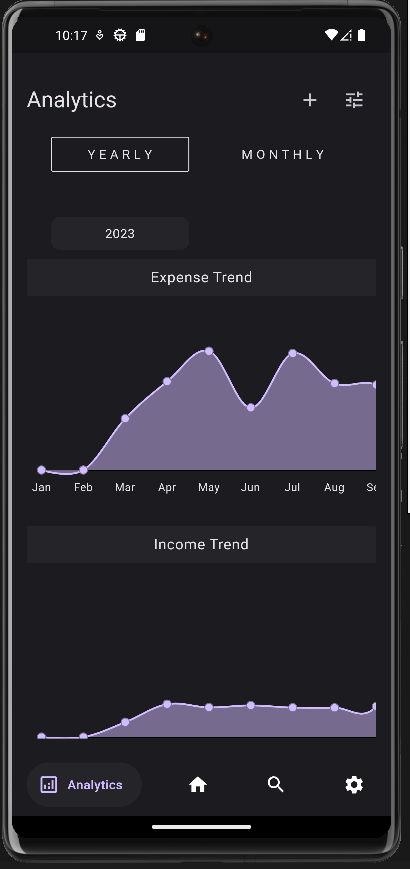 10:17
Analytics
YEARLY MONTHLY
2023
Expense Trend
Jan Feb Mar Apr May Jun Jul Aug Se
Income Trend
Analytics